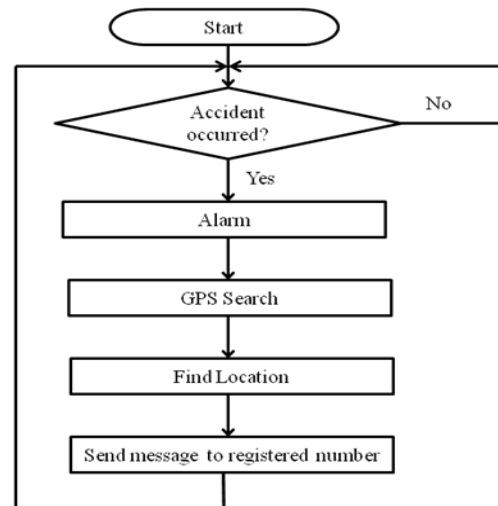 Start
Accident
occurred?
No
Yes
Alarm
GPS Search
Find Location
Send message to registered number